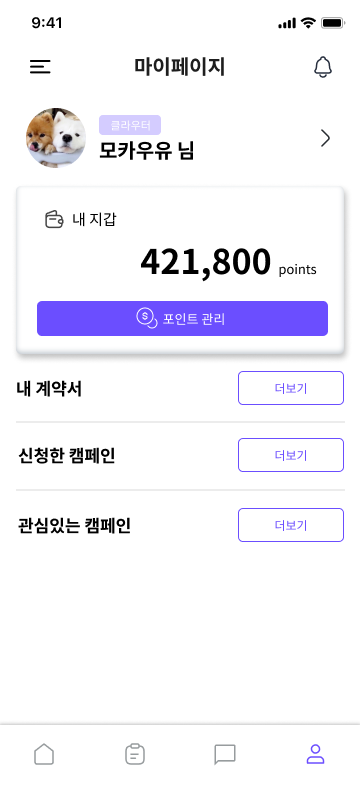 9:41
마이페이지
클라우터
모카우유 님
내 지갑
421,800 points
포인트 관리
내 계약서
더보기
신청한 캠페인
더보기
관심있는 캠페인
더보기